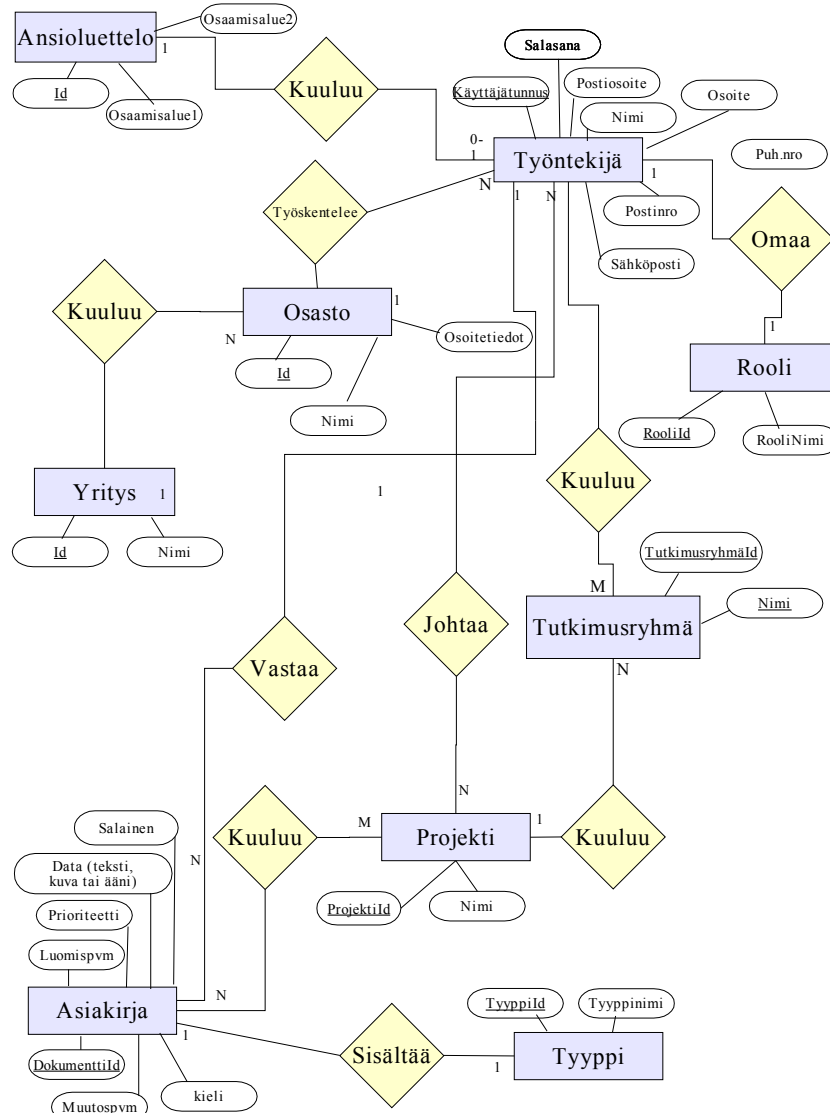 Osaamisalue2
Ansioluettelo
1
Id
Osaamisalue1
Kuuluu
Salasana
Käyttäjätunnus
Postiosoite
Osoite
Nimi
Puh.nro
0-
1
Työntekijä
N
1
N
1
Postinro
Sähköposti
Työskentelee
Omaa
Kuuluu
Osasto
1
N
Id
Osoitetiedot
Nimi
1
Rooli
RooliId
RooliNimi
Kuuluu
Yritys
1
1
Id
Nimi
TutkimusryhmäId
M
Nimi
Johtaa
Tutkimusryhmä
Vastaa
N
N
Salainen
Kuuluu
M
Projekti
1
Kuuluu
N
Data (teksti,
kuva tai ääni)
ProjektiId
Nimi
Prioriteetti
Luomispvm
N
Asiakirja
1
TyyppiId
Tyyppinimi
DokumenttiId
kieli
Sisältää
1
Tyyppi
Muutospvm